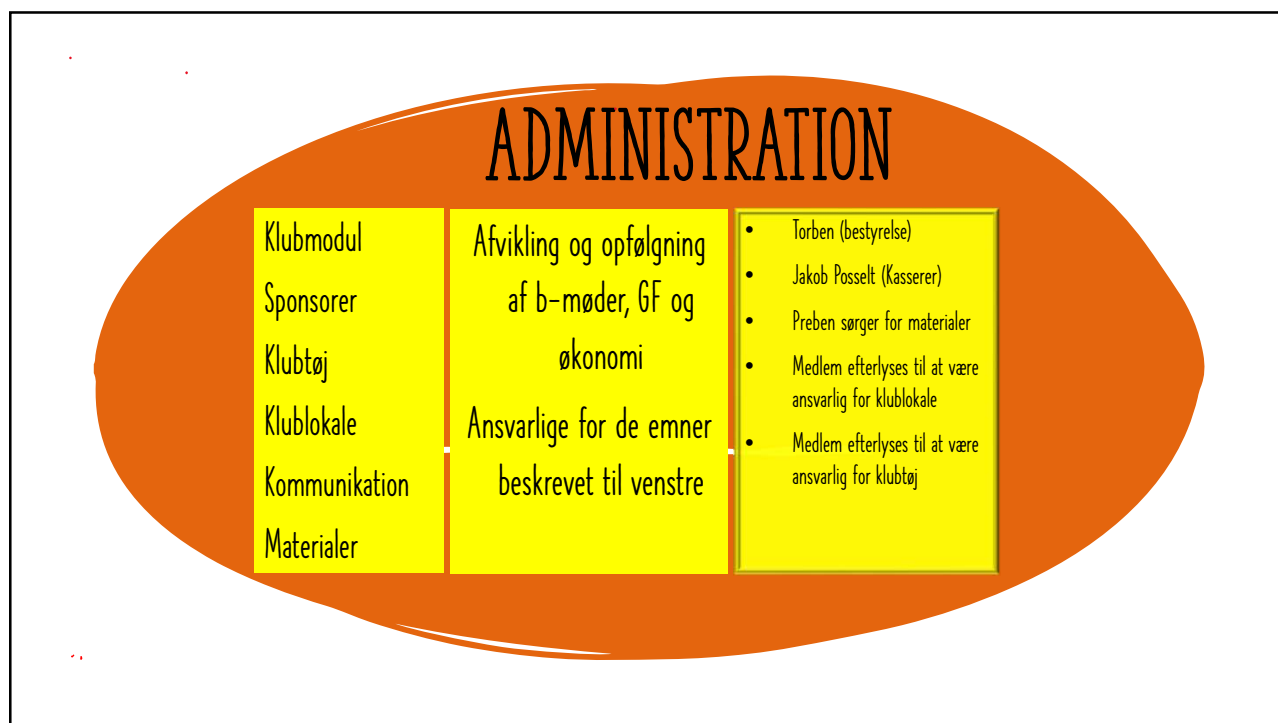 ADMINISTRATION
Klubmodul
Sponsorer
Klubtøj
Klublokale
Kommunikation
Materialer
Afvikling og opfølgning
af b-møder, GF og
økonomi
Ansvarlige for de emner
beskrevet til venstre
• Torben (bestyrelse)
• Jakob Posselt (Kasserer)
• Preben sørger for materialer
• Medlem efterlyses til at være
ansvarlig for klublokale
• Medlem efterlyses til at være
ansvarlig for klubtøj